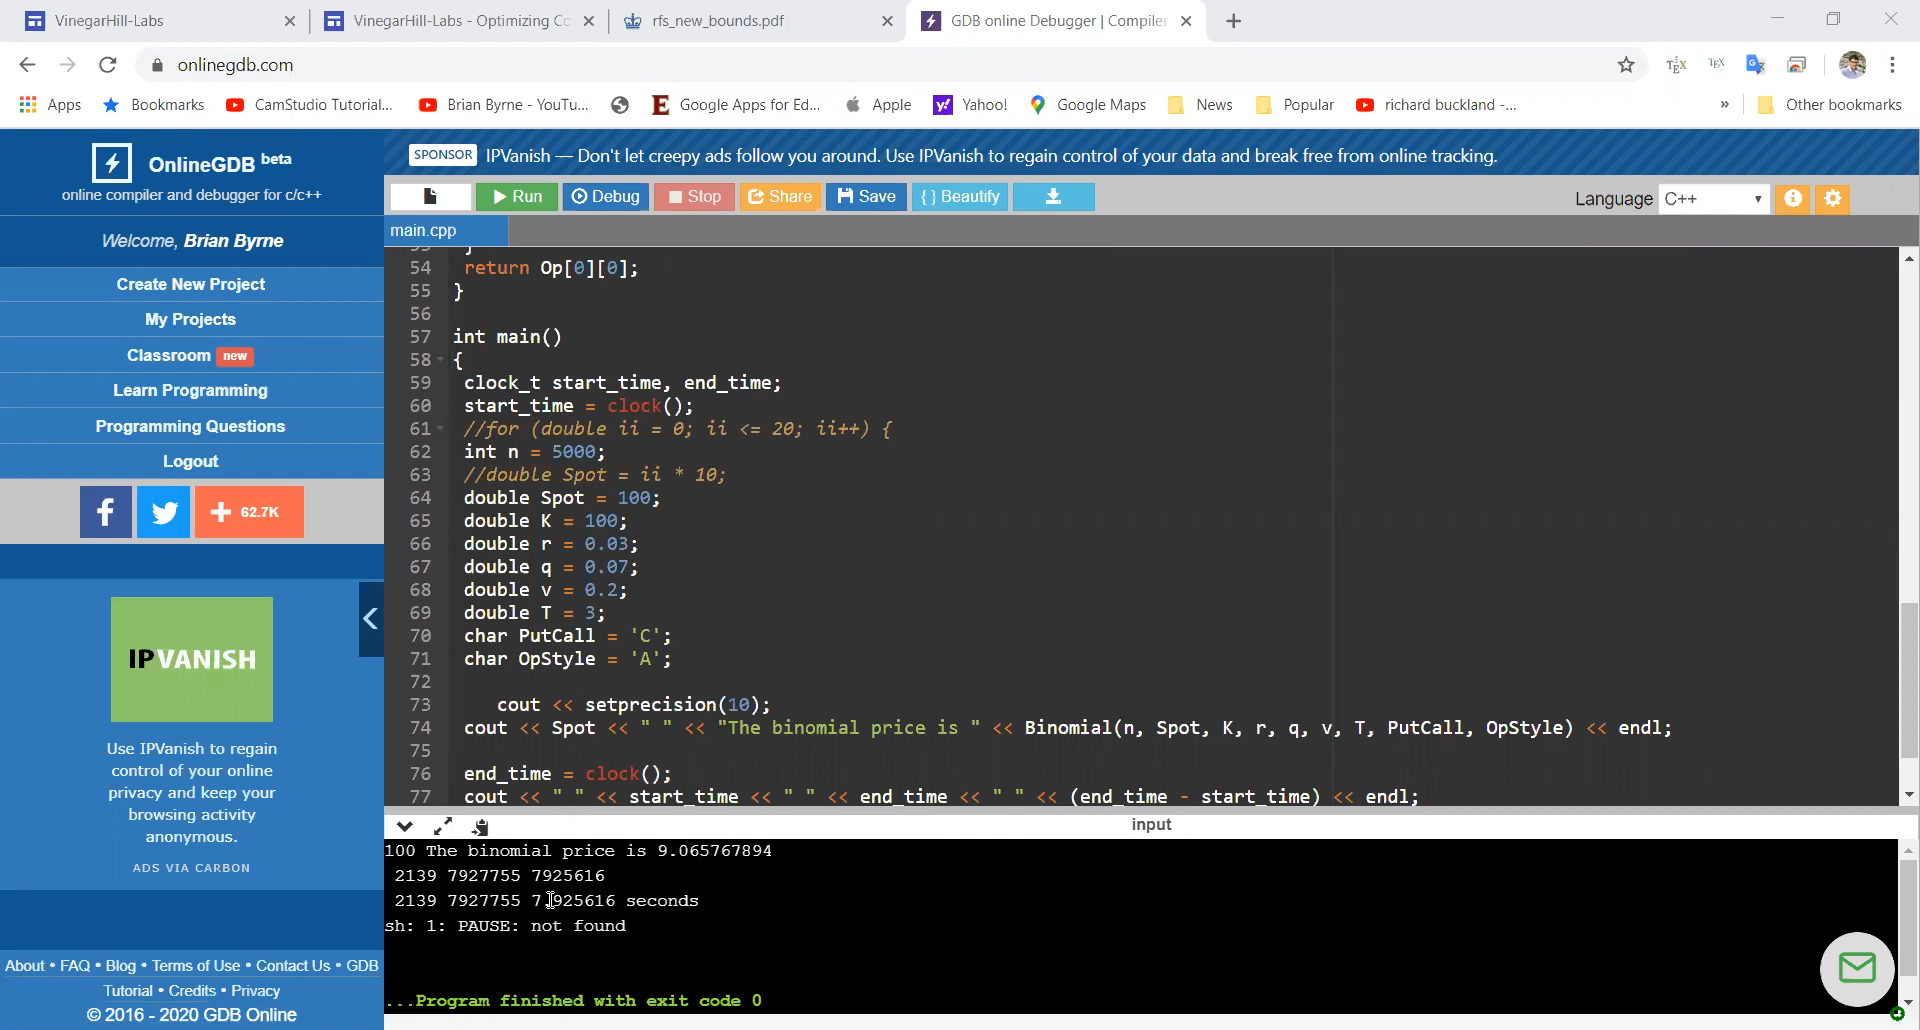 VinegarHill-Labs
VinegarHill-Labs - Optimizing Cc
rfs_new_bounds.pdf
GDB online Debugger | Compiler
onlinegdb.com
Apps
Bookmarks
CamStudio Tutorial...
Brian Byrne - YouTu...
Google Apps for Ed...
Apple
Yahoo!
Google Maps
News
Popular
richard buckland -...
»
Other bookmarks
OnlineGDB beta
online compiler and debugger for c/c++
Welcome, Brian Byrne
Create New Project
My Projects
Classroom new
Learn Programming
Programming Questions
Logout
+ 62.7K
IPVANISH
Use IPVanish to regain
control of your online
privacy and keep your
browsing activity
anonymous.
ADS VIA CARBON
About • FAQ • Blog • Terms of Use • Contact Us • GDB
Tutorial • Credits • Privacy
© 2016 - 2020 GDB Online
SPONSOR IPVanish — Don't let creepy ads follow you around. Use IPVanish to regain control of your data and break free from online tracking.
Run Debug Stop Share Save { } Beautify
Language C++
main.cpp
54 return Op[0][0];
55 }
56
57 int main()
58 {
59 clock_t start_time, end_time;
60 start_time = clock();
61 //for (double ii = 0; ii <= 20; ii++) {
62 int n = 5000;
63 //double Spot = ii * 10;
64 double Spot = 100;
65 double K = 100;
66 double r = 0.03;
67 double q = 0.07;
68 double v = 0.2;
69 double T = 3;
70 char PutCall = 'C';
71 char OpStyle = 'A';
72
73 cout << setprecision(10);
74 cout << Spot << " " << "The binomial price is " << Binomial(n, Spot, K, r, q, v, T, PutCall, OpStyle) << endl;
75
76 end_time = clock();
77 cout << " " << start_time << " " << end_time << " " << (end_time - start_time) << endl;
input
100 The binomial price is 9.065767894
2139 7927755 7925616
2139 7927755 7.925616 seconds
sh: 1: PAUSE: not found
...Program finished with exit code 0